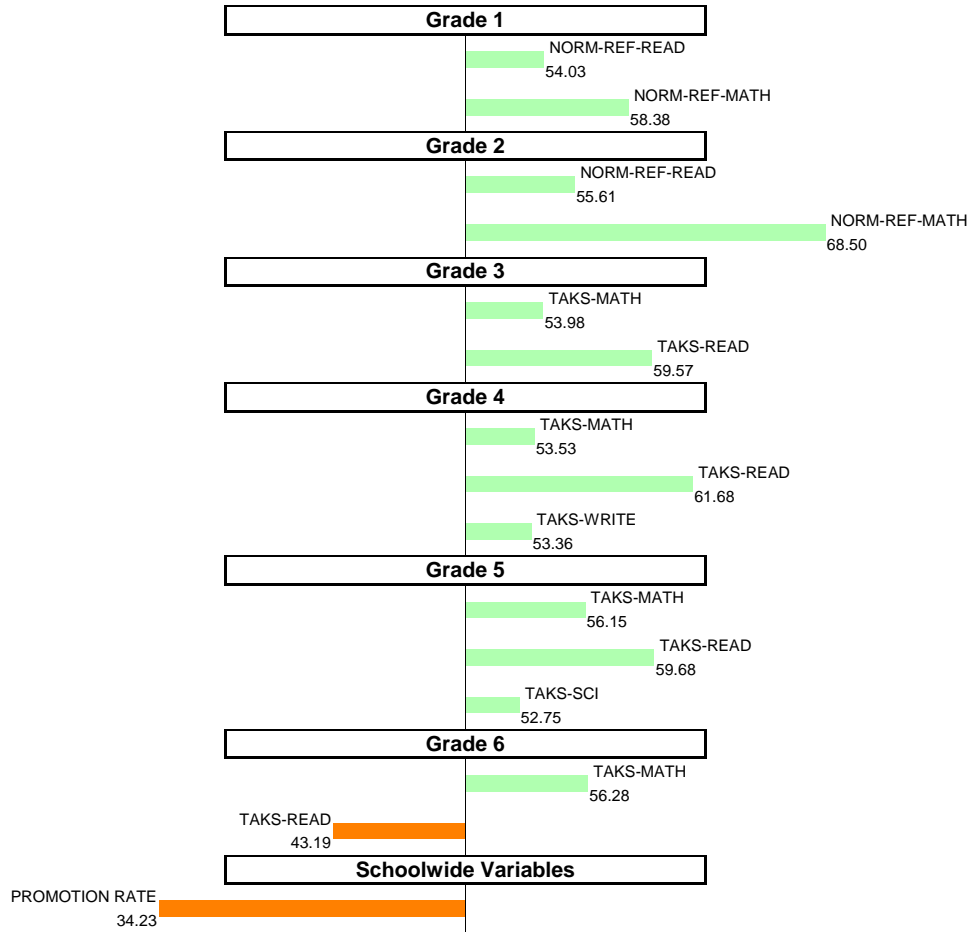 Grade 1
NORM-REF-READ
54.03
NORM-REF-MATH
58.38
Grade 2
NORM-REF-READ
55.61
NORM-REF-MATH
68.50
Grade 3
TAKS-MATH
53.98
TAKS-READ
59.57
Grade 4
TAKS-MATH
53.53
TAKS-READ
61.68
TAKS-WRITE
53.36
Grade 5
TAKS-MATH
56.15
TAKS-READ
59.68
TAKS-SCI
52.75
Grade 6
TAKS-MATH
56.28
TAKS-READ
43.19
Schoolwide Variables
PROMOTION RATE
34.23